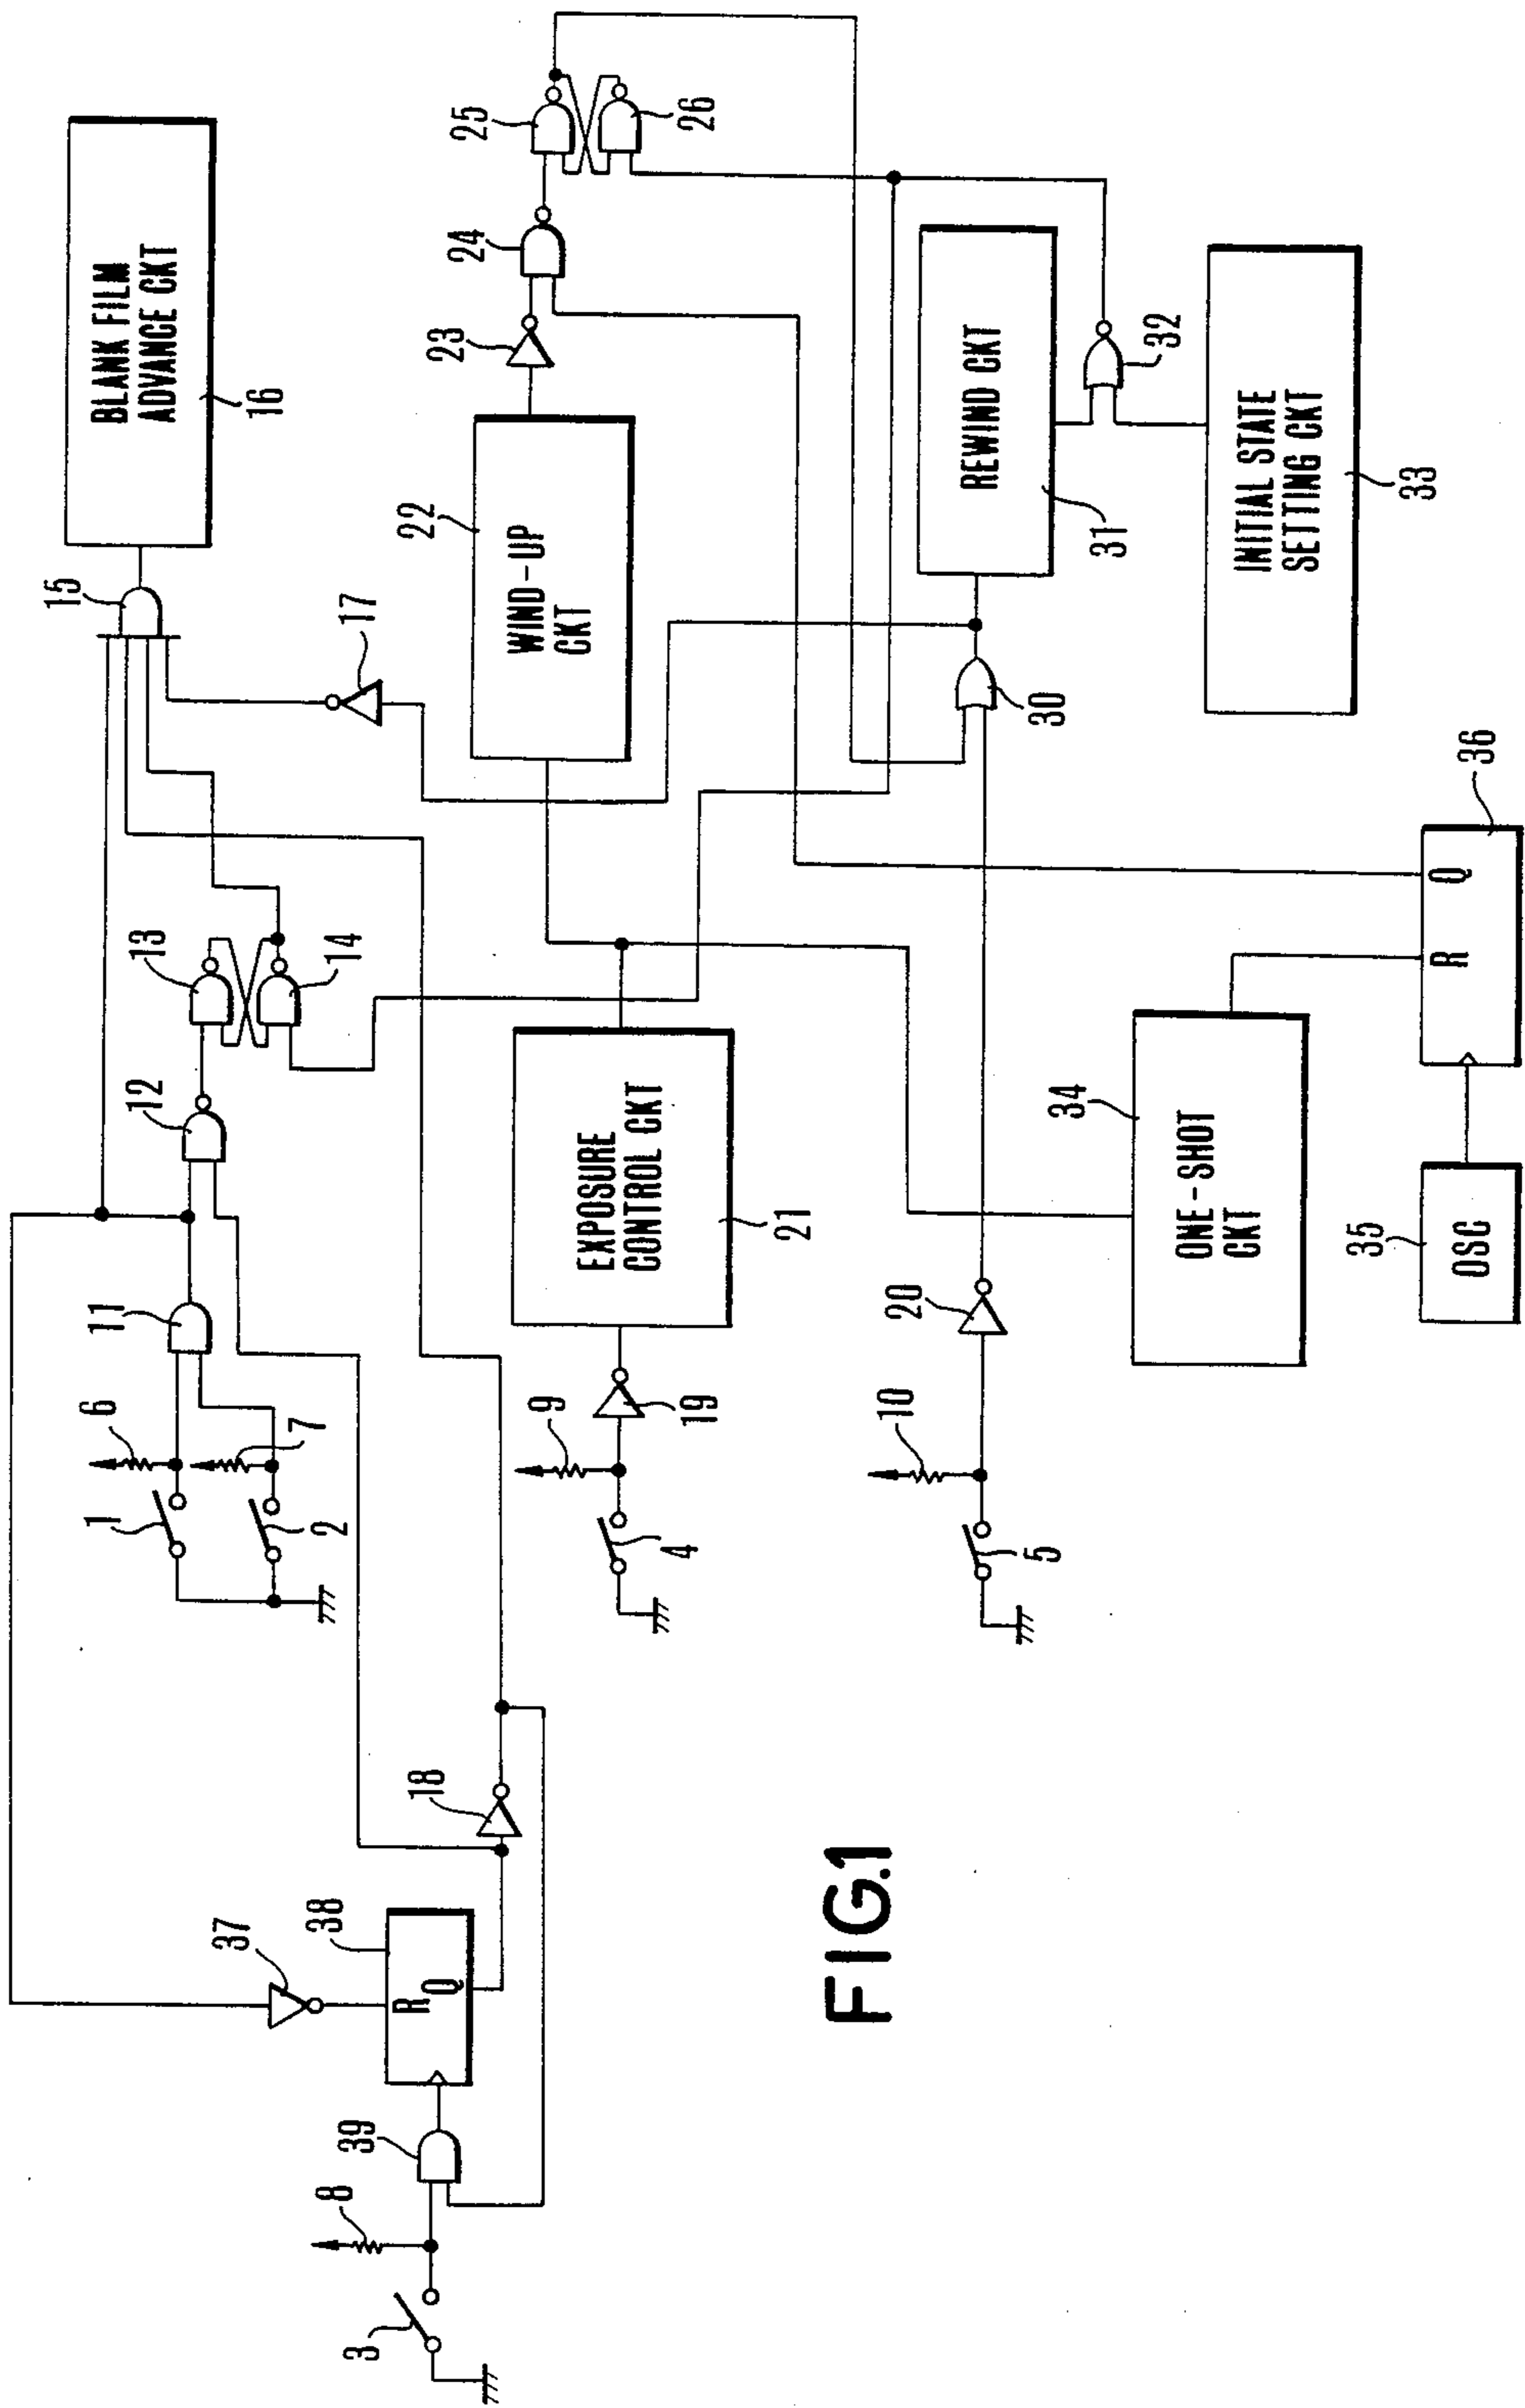 BLANK FILM
ADVANCE CKT
16
15
17
25
26
24
23
WIND-UP
CKT
22
REWIND CKT
31
32
INITIAL STATE
SETTING CKT
33
30
13
14
12
11
6
7
1
2
EXPOSURE
CONTROL CKT
21
9
19
4
10
20
5
ONE-SHOT
CKT
34
35
OSC
36
R
Q
18
37
38
R
Q
39
8
3
FIG.1